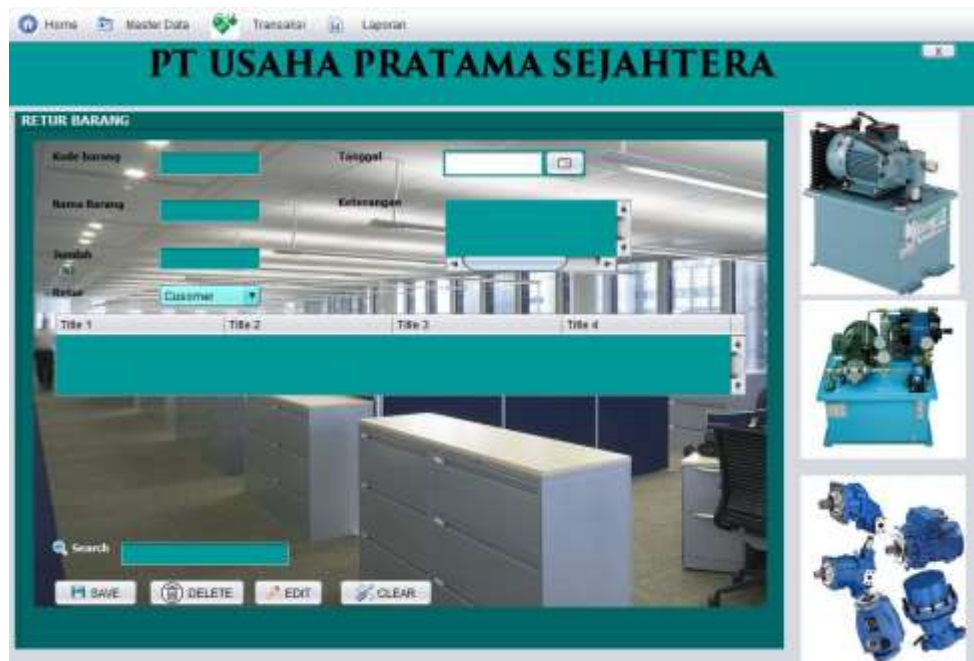 Home Master Data Transaksi Laporan
PT USAHA PRATAMA SEJAHTERA
X
RETUR BARANG
Kode barang Tanggal
Nama Barang Keterangan
Jumlah
Retur Cusomer
Title 1 Title 2 Title 3 Title 4
Search
SAVE DELETE EDIT CLEAR